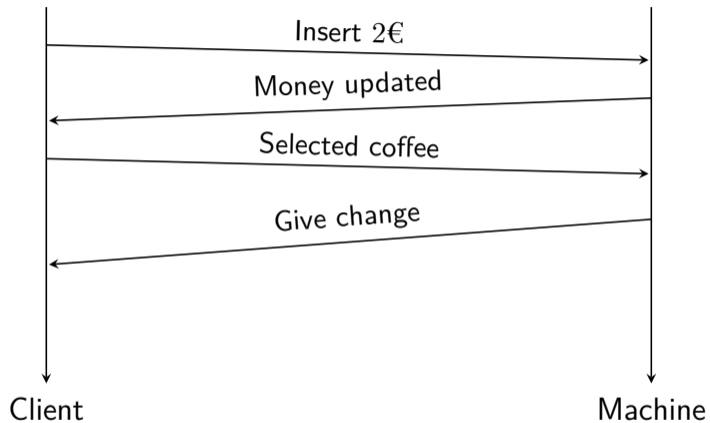 Insert 2€
Money updated
Selected coffee
Give change
Client
Machine